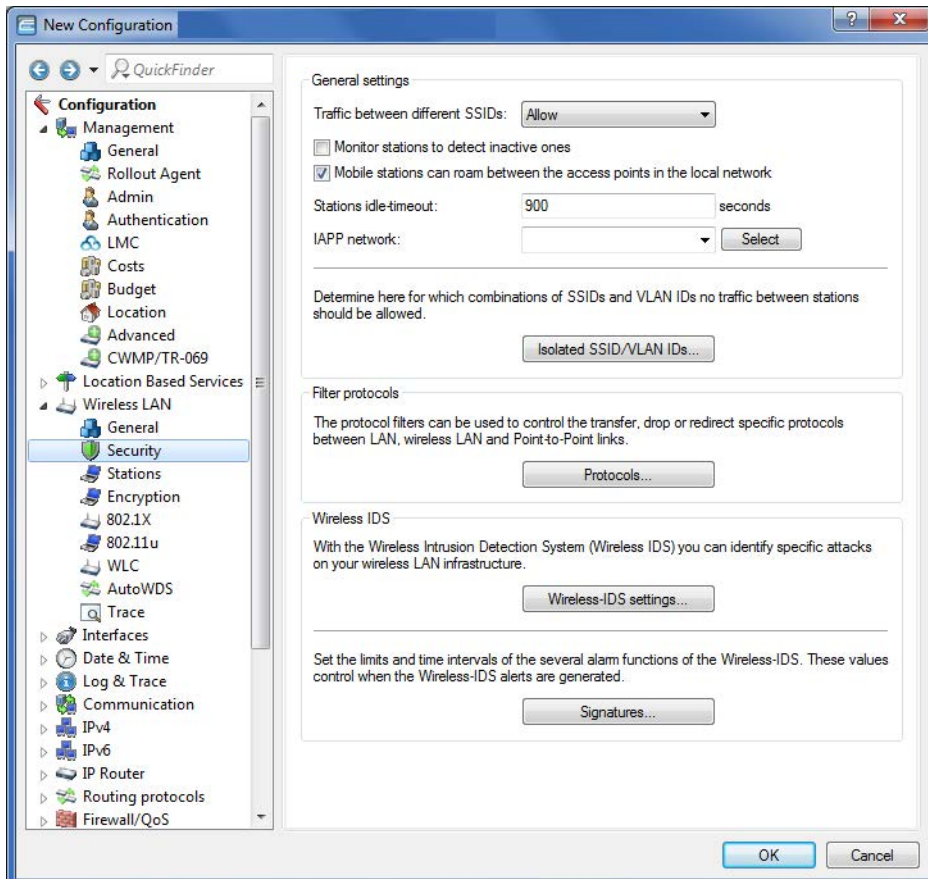 New Configuration
?
QuickFinder
Configuration
Management
General
Rollout Agent
Admin
Authentication
LMC
Costs
Budget
Location
Advanced
CWMP/TR-069
Location Based Services
Wireless LAN
General
Security
Stations
Encryption
802.1X
802.11u
WLC
AutoWDS
Trace
Interfaces
Date & Time
Log & Trace
Communication
IPv4
IPv6
IP Router
Routing protocols
Firewall/QoS
General settings
Traffic between different SSIDs: Allow
Monitor stations to detect inactive ones
Mobile stations can roam between the access points in the local network
Stations idle-timeout: 900 seconds
IAPP network: Select
Determine here for which combinations of SSIDs and VLAN IDs no traffic between stations
should be allowed.
Isolated SSID/VLAN IDs...
Filter protocols
The protocol filters can be used to control the transfer, drop or redirect specific protocols
between LAN, wireless LAN and Point-to-Point links.
Protocols...
Wireless IDS
With the Wireless Intrusion Detection System (Wireless IDS) you can identify specific attacks
on your wireless LAN infrastructure.
Wireless-IDS settings...
Set the limits and time intervals of the several alarm functions of the Wireless-IDS. These values
control when the Wireless-IDS alerts are generated.
Signatures...
OK Cancel